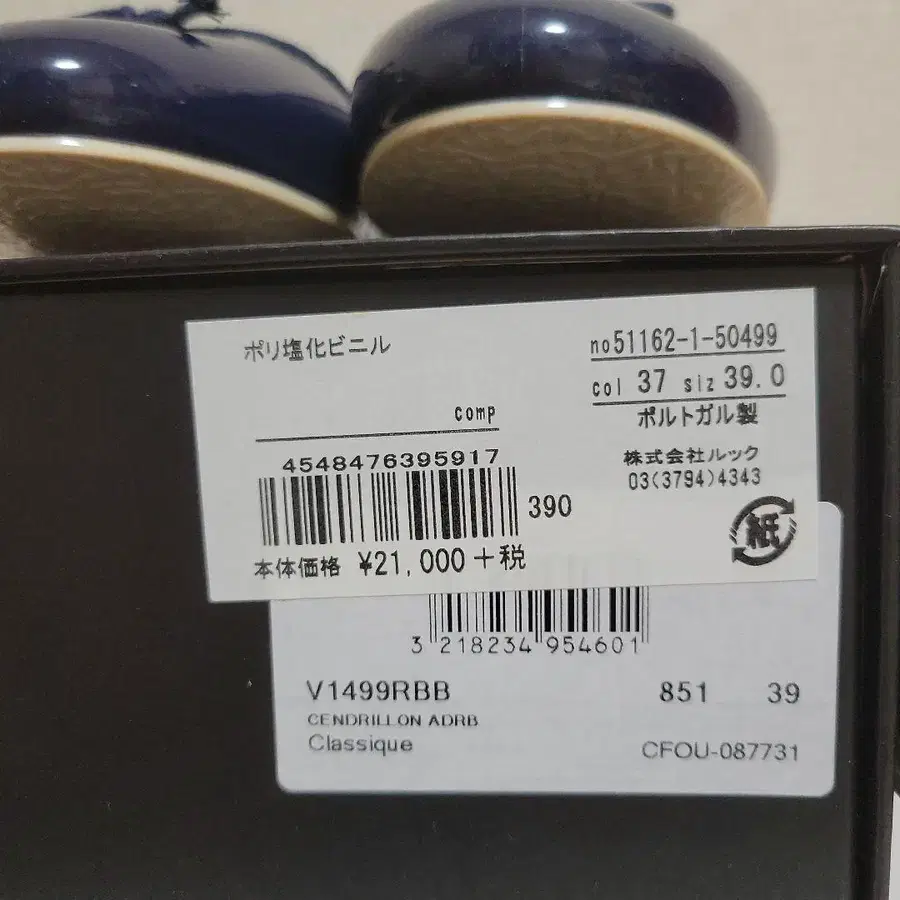 ポリ塩化ビニル
no51162-1-50499
col 37 siz 39.0
comp
ポルトガル製
4548476395917
390
株式会社ルック
03(3794)4343
本体価格 ¥21,000+税
紙
3 218234 954601
V1499RBB 851 39
CENDRILLON ADRB
Classique CFOU-087731